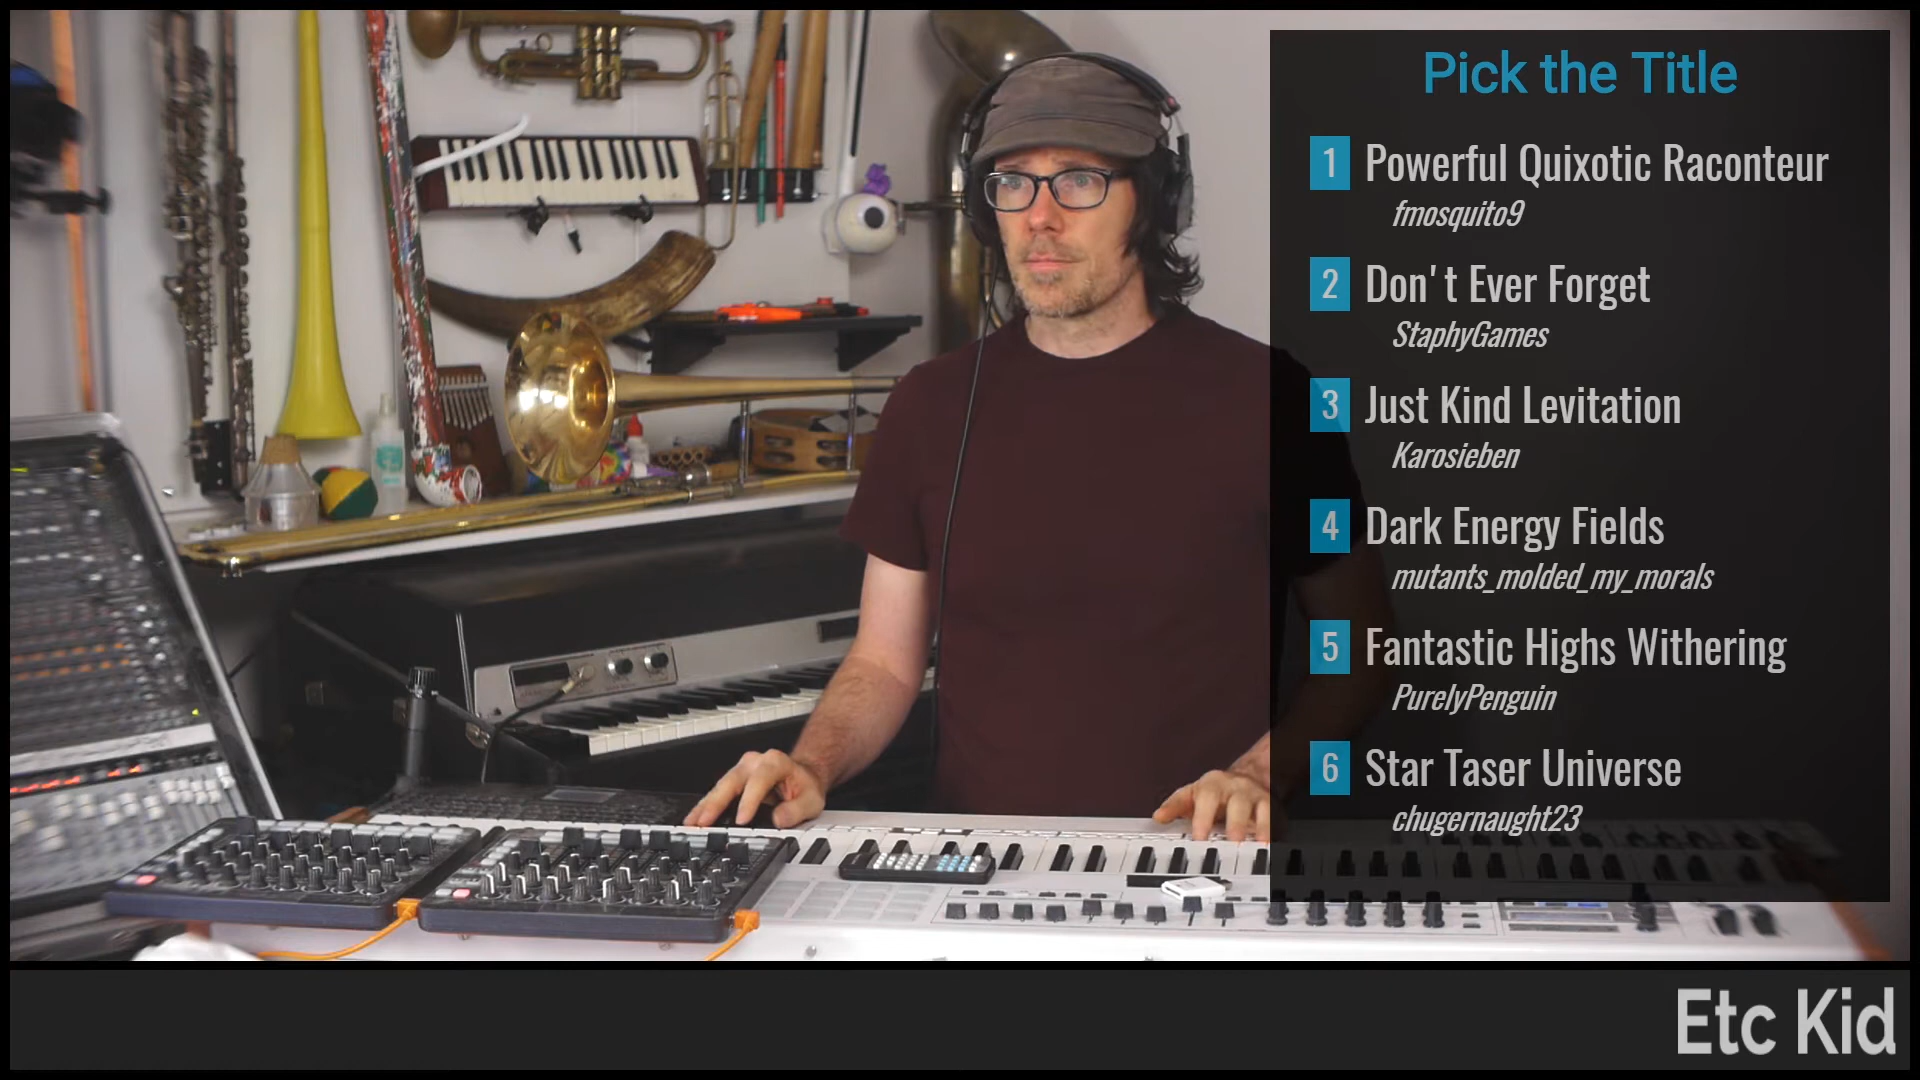 Pick the Title
1 Powerful Quixotic Raconteur
fmosquito9
2 Don't Ever Forget
StaphyGames
3 Just Kind Levitation
Karosieben
4 Dark Energy Fields
mutants_molded_my_morals
5 Fantastic Highs Withering
PurelyPenguin
6 Star Taser Universe
chugernaught23
Etc Kid